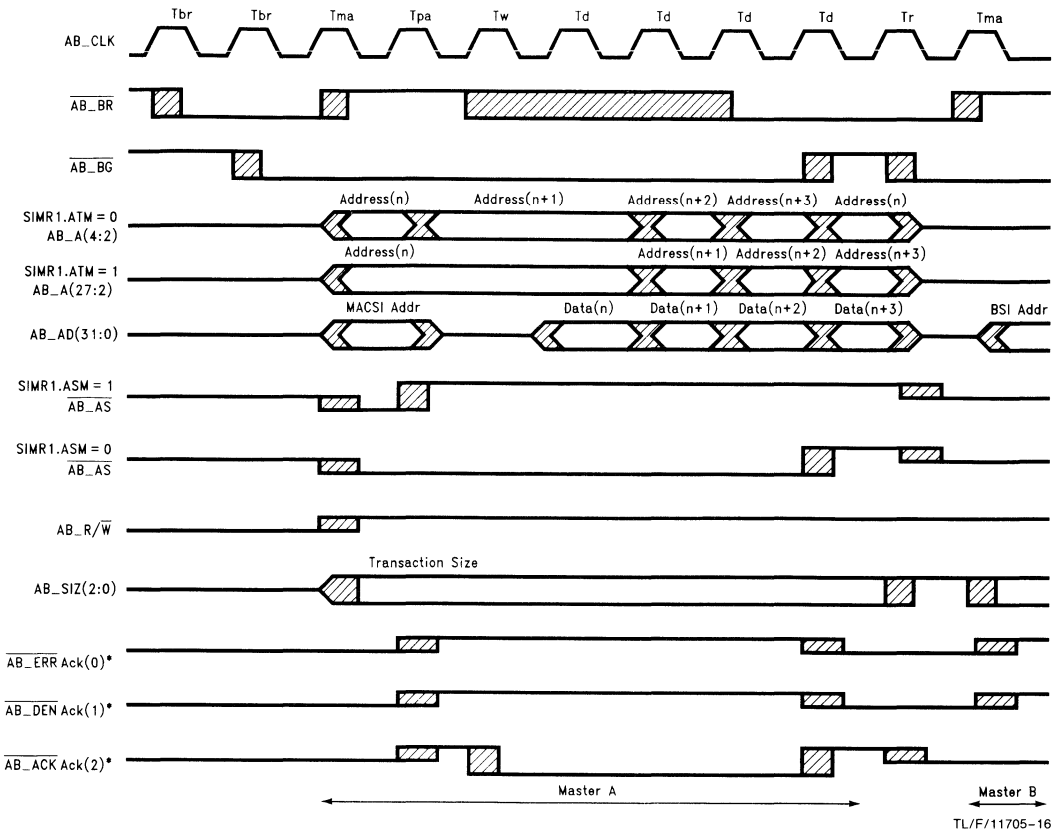 Tbr Tbr Tma Tpa Tw Td Td Td Td Tr Tma
AB_CLK
AB_BR
AB_BG
Address(n) Address(n+1) Address(n+2) Address(n+3) Address(n)
SIMR1.ATM = 0
AB_A(4:2)
Address(n) Address(n+1) Address(n+2) Address(n+3)
SIMR1.ATM = 1
AB_A(27:2)
MACSI Addr Data(n) Data(n+1) Data(n+2) Data(n+3) BSI Addr
AB_AD(31:0)
SIMR1.ASM = 1
AB_AS
SIMR1.ASM = 0
AB_AS
AB_R/W
Transaction Size
AB_SIZ(2:0)
AB_ERR Ack(0)*
AB_DEN Ack(1)*
AB_ACK Ack(2)*
Master A Master B
TL/F/11705-16